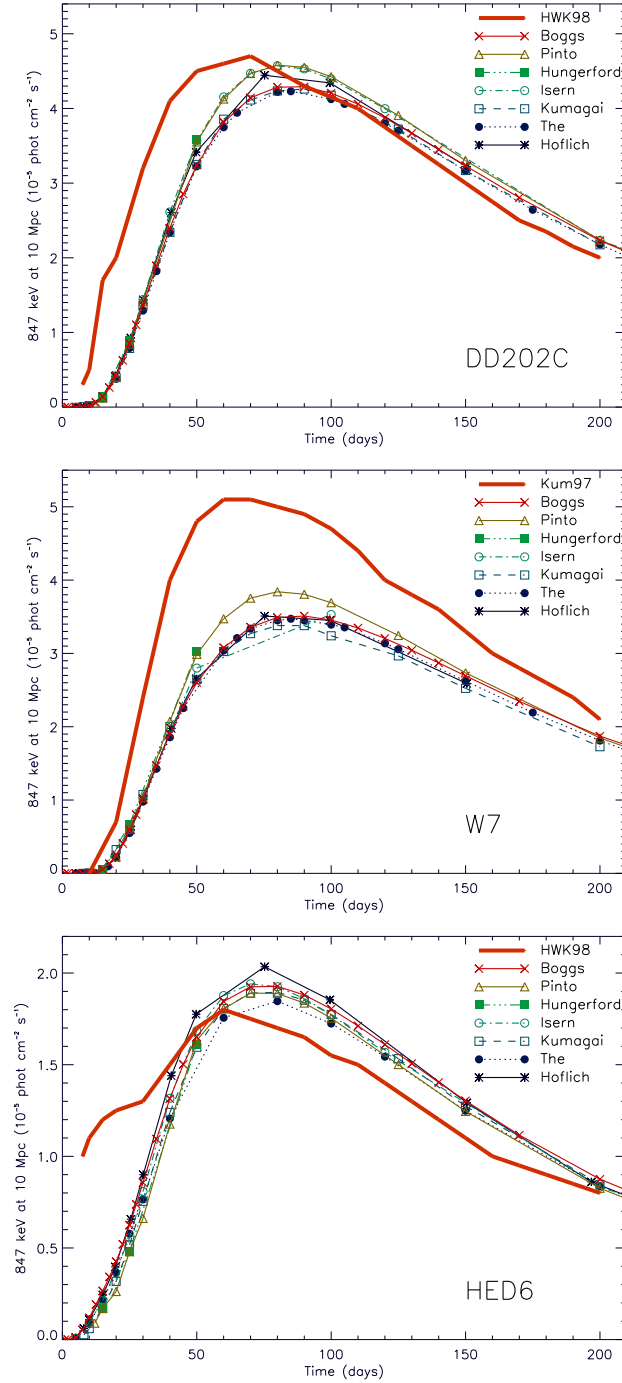 HWK98
Boggs
Pinto
Hungerford
Isern
Kumagai
The
Hoflich
847 keV at 10 Mpc (10⁻⁵ phot cm⁻² s⁻¹)
5
4
3
2
1
0
DD202C
0 50 100 150 200
Time (days)
Kum97
Boggs
Pinto
Hungerford
Isern
Kumagai
The
Hoflich
847 keV at 10 Mpc (10⁻⁵ phot cm⁻² s⁻¹)
5
4
3
2
1
0
W7
0 50 100 150 200
Time (days)
HWK98
Boggs
Pinto
Hungerford
Isern
Kumagai
The
Hoflich
847 keV at 10 Mpc (10⁻⁵ phot cm⁻² s⁻¹)
2.0
1.5
1.0
0.5
0.0
HED6
0 50 100 150 200
Time (days)